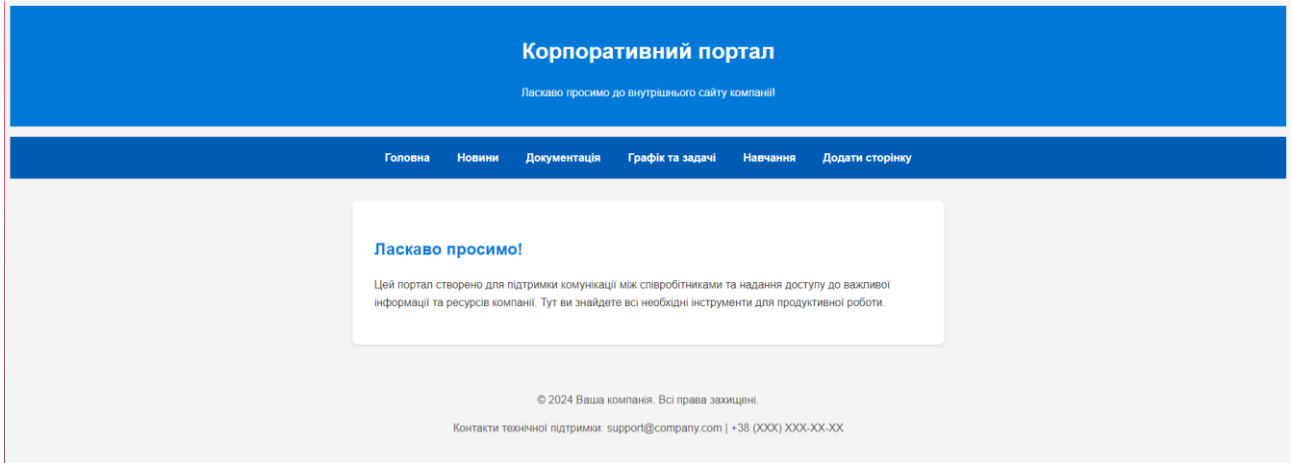 Корпоративний портал
Ласкаво просимо до внутрішнього сайту компанії!
Головна Новини Документація Графік та задачі Навчання Додати сторінку
Ласкаво просимо!
Цей портал створено для підтримки комунікації між співробітниками та надання доступу до важливої
інформації та ресурсів компанії. Тут ви знайдете всі необхідні інструменти для продуктивної роботи.
© 2024 Ваша компанія. Всі права захищені.
Контакти технічної підтримки: support@company.com | +38 (XXX) XXX-XX-XX